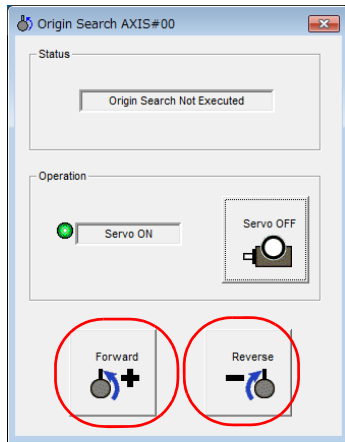 Origin Search AXIS#00
Status
Origin Search Not Executed
Operation
Servo ON
Servo OFF
Forward
+
Reverse
-